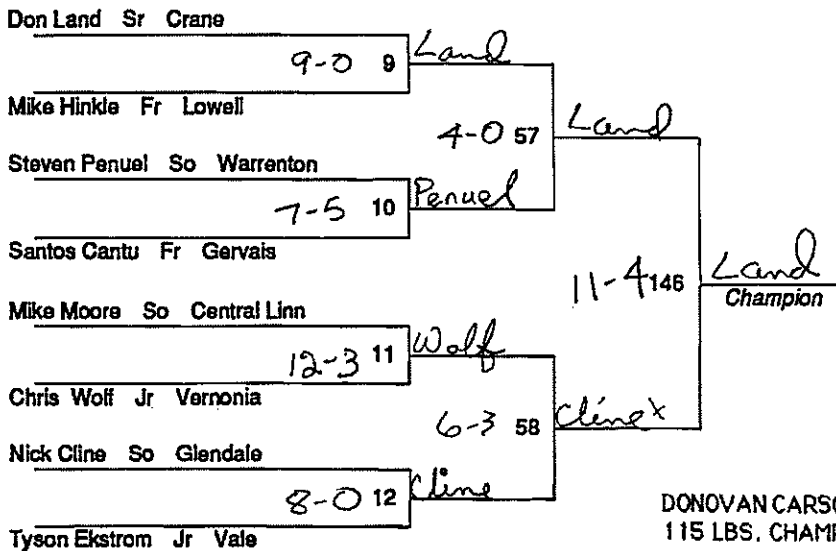 Don Land Sr Crane
9-0 9 Land
Mike Hinkle Fr Lowell
4-0 57 Land
Steven Penuel So Warrenton
7-5 10 Penuel
Santos Cantu Fr Gervais
11-4 146 Land
Champion
Mike Moore So Central Linn
12-3 11 Wolf
Chris Wolf Jr Vernonia
6-3 58 Cline x
Nick Cline So Glendale
8-0 12 Cline
Tyson Ekstrom Jr Vale
DONOVAN CARSO
115 LBS. CHAMP